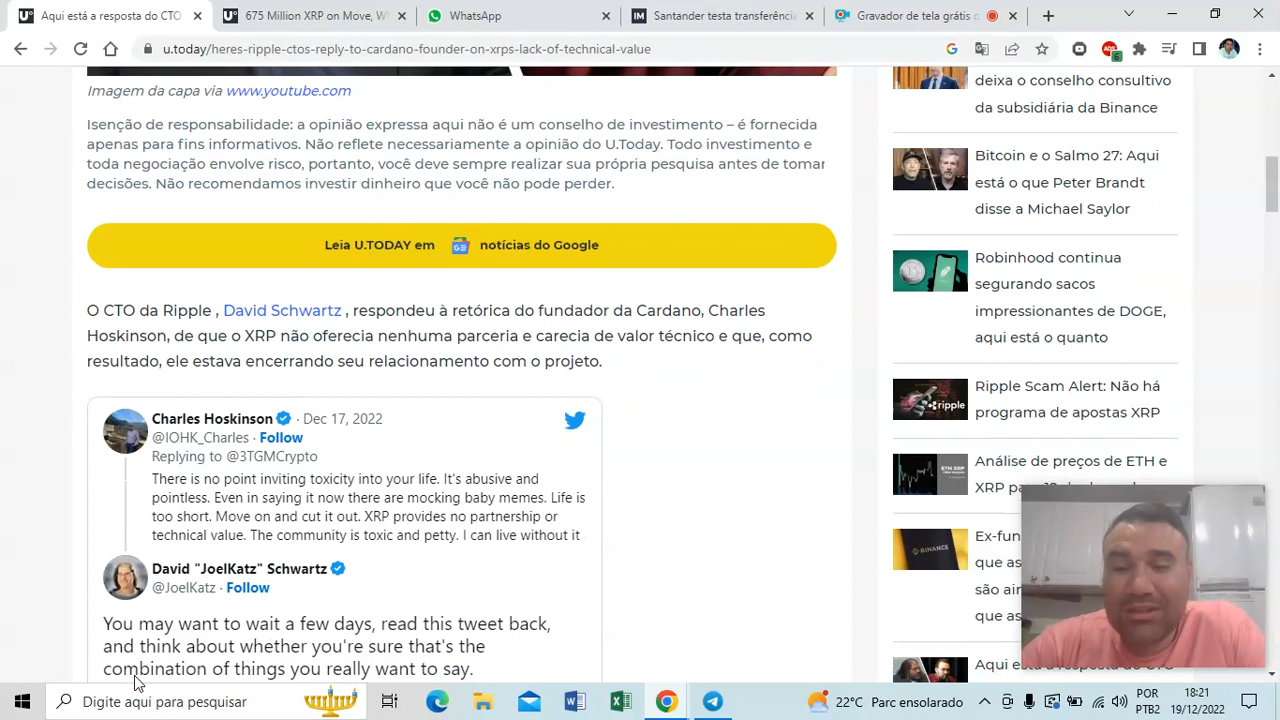 Aqui está a resposta do CTO
675 Million XRP on Move, W
WhatsApp
Santander testa transferência
Gravador de tela grátis
u.today/heres-ripple-ctos-reply-to-cardano-founder-on-xrps-lack-of-technical-value
Imagem da capa via www.youtube.com
Isenção de responsabilidade: a opinião expressa aqui não é um conselho de investimento – é fornecida
apenas para fins informativos. Não reflete necessariamente a opinião do U.Today. Todo investimento e
toda negociação envolve risco, portanto, você deve sempre realizar sua própria pesquisa antes de tomar
decisões. Não recomendamos investir dinheiro que você não pode perder.
Leia U.TODAY em notícias do Google
O CTO da Ripple , David Schwartz , respondeu à retórica do fundador da Cardano, Charles
Hoskinson, de que o XRP não oferecia nenhuma parceria e carecia de valor técnico e que, como
resultado, ele estava encerrando seu relacionamento com o projeto.
Charles Hoskinson · Dec 17, 2022
@IOHK_Charles · Follow
Replying to @3TGMCrypto
There is no point inviting toxicity into your life. It's abusive and
pointless. Even in saying it now there are mocking baby memes. Life is
too short. Move on and cut it out. XRP provides no partnership or
technical value. The community is toxic and petty. I can live without it
David "JoelKatz" Schwartz
@JoelKatz · Follow
You may want to wait a few days, read this tweet back,
and think about whether you're sure that's the
combination of things you really want to say.
deixa o conselho consultivo
da subsidiária da Binance
Bitcoin e o Salmo 27: Aqui
está o que Peter Brandt
disse a Michael Saylor
Robinhood continua
segurando sacos
impressionantes de DOGE,
aqui está o quanto
Ripple Scam Alert: Não há
programa de apostas XRP
ripple
Análise de preços de ETH e
XRP pa
Ex-fun
que as
são ain
que as
BINANCE
Aqui
Digite aqui para pesquisar
22°C Parc ensolarado
POR
PTB2
18:21
19/12/2022